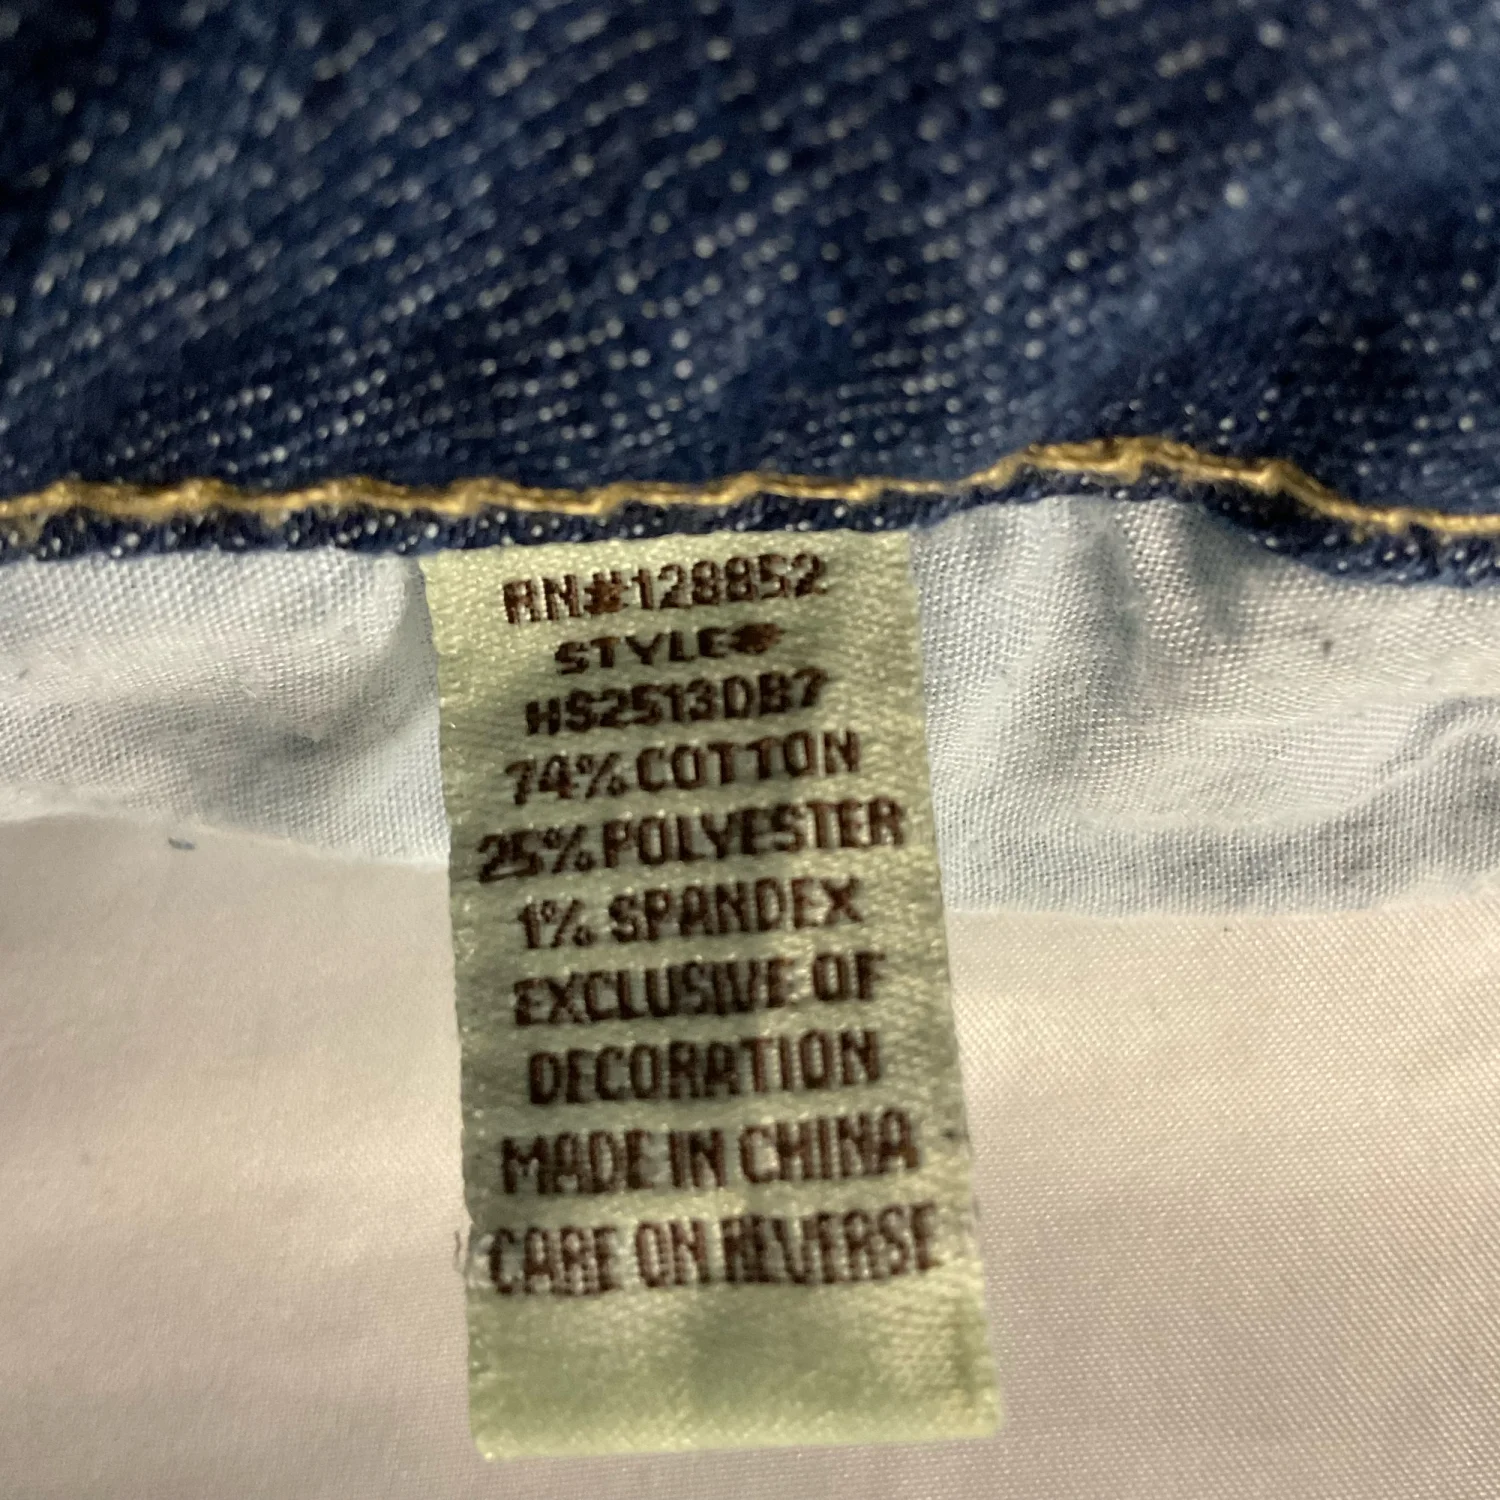 RN#128852
STYLE#
HS2513DB7
74%COTTON
25%POLYESTER
1% SPANDEX
EXCLUSIVE OF
DECORATION
MADE IN CHINA
CARE ON REVERSE